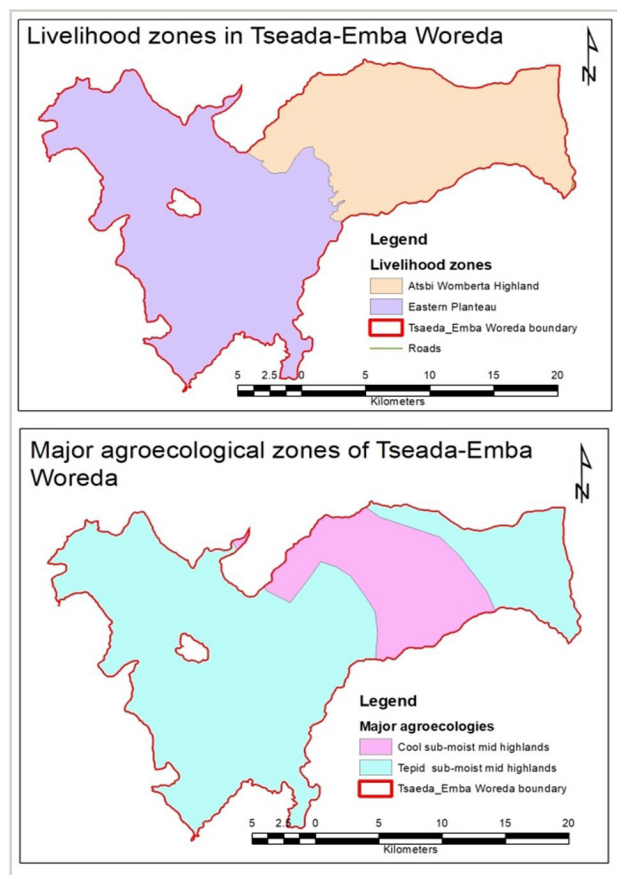 Livelihood zones in Tseada-Emba Woreda
N
Legend
Livelihood zones
Atsbi Womberta Highland
Eastern Planteau
Tsaeda_Emba Woreda boundary
Roads
5 2.5 0 5 10 15 20
Kilometers
Major agroecological zones of Tseada-Emba
Woreda
N
Legend
Major agroecologies
Cool sub-moist mid highlands
Tepid sub-moist mid highlands
Tsaeda_Emba Woreda boundary
5 2.5 0 5 10 15 20
Kilometers